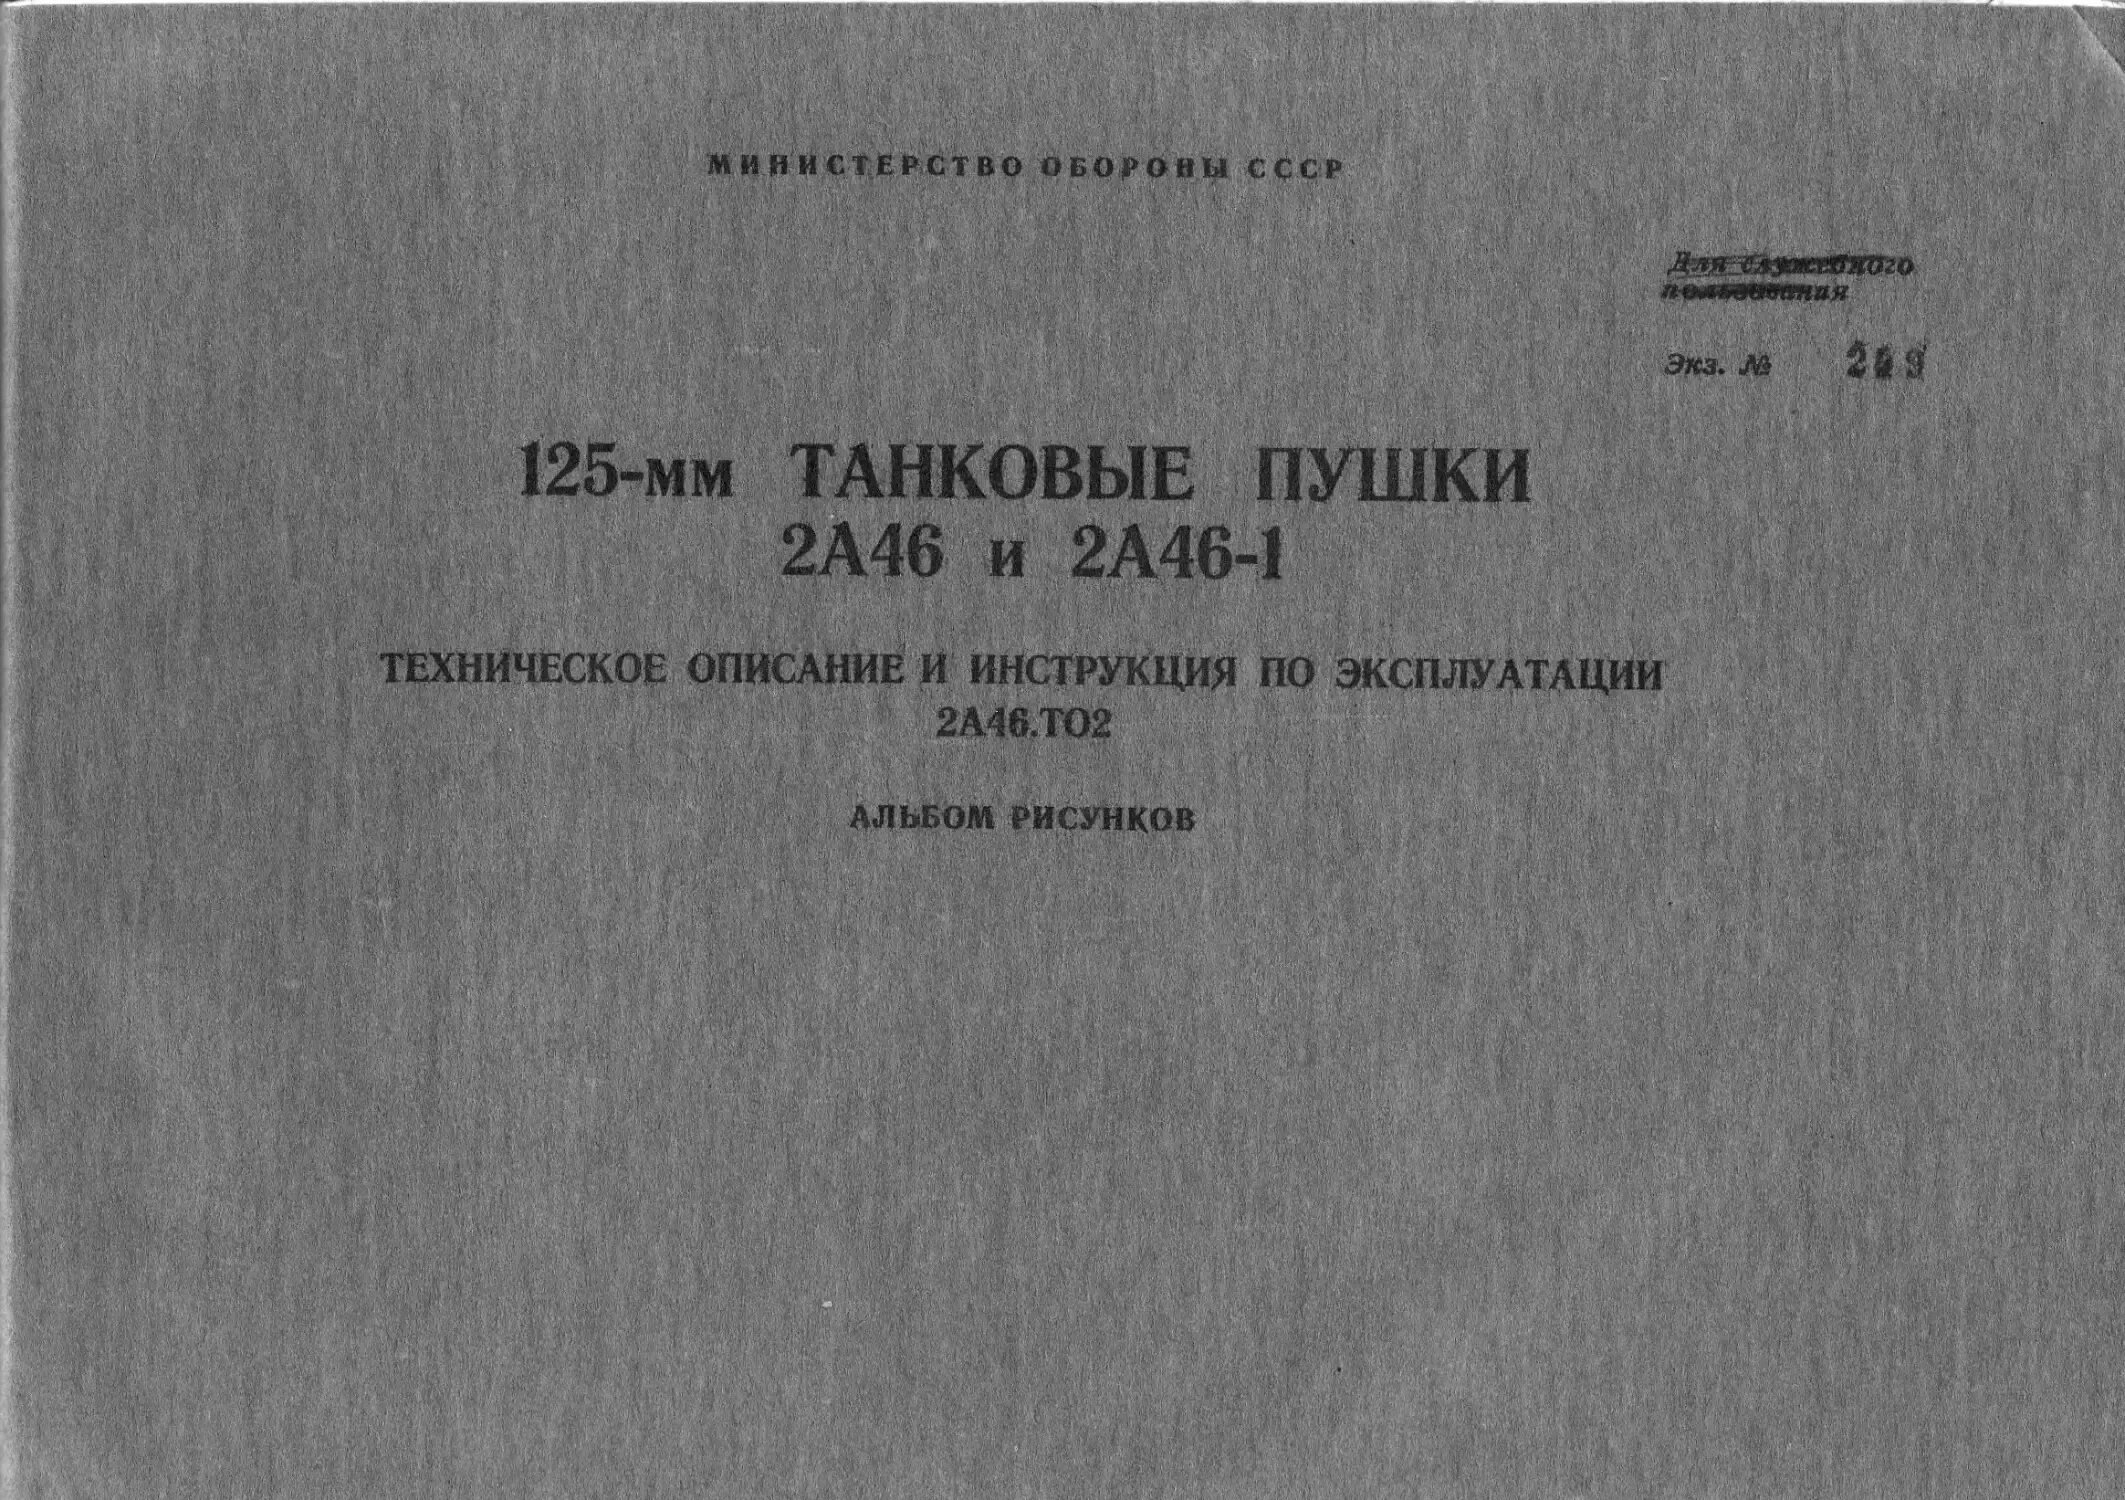 МИНИСТЕРСТВО ОБОРОНЫ СССР
Для служебного
пользования
Экз. №
125-мм ТАНКОВЫЕ ПУШКИ
2А46 и 2А46-1
ТЕХНИЧЕСКОЕ ОПИСАНИЕ И ИНСТРУКЦИЯ ПО ЭКСПЛУАТАЦИИ
2А46.ТО2
АЛЬБОМ РИСУНКОВ